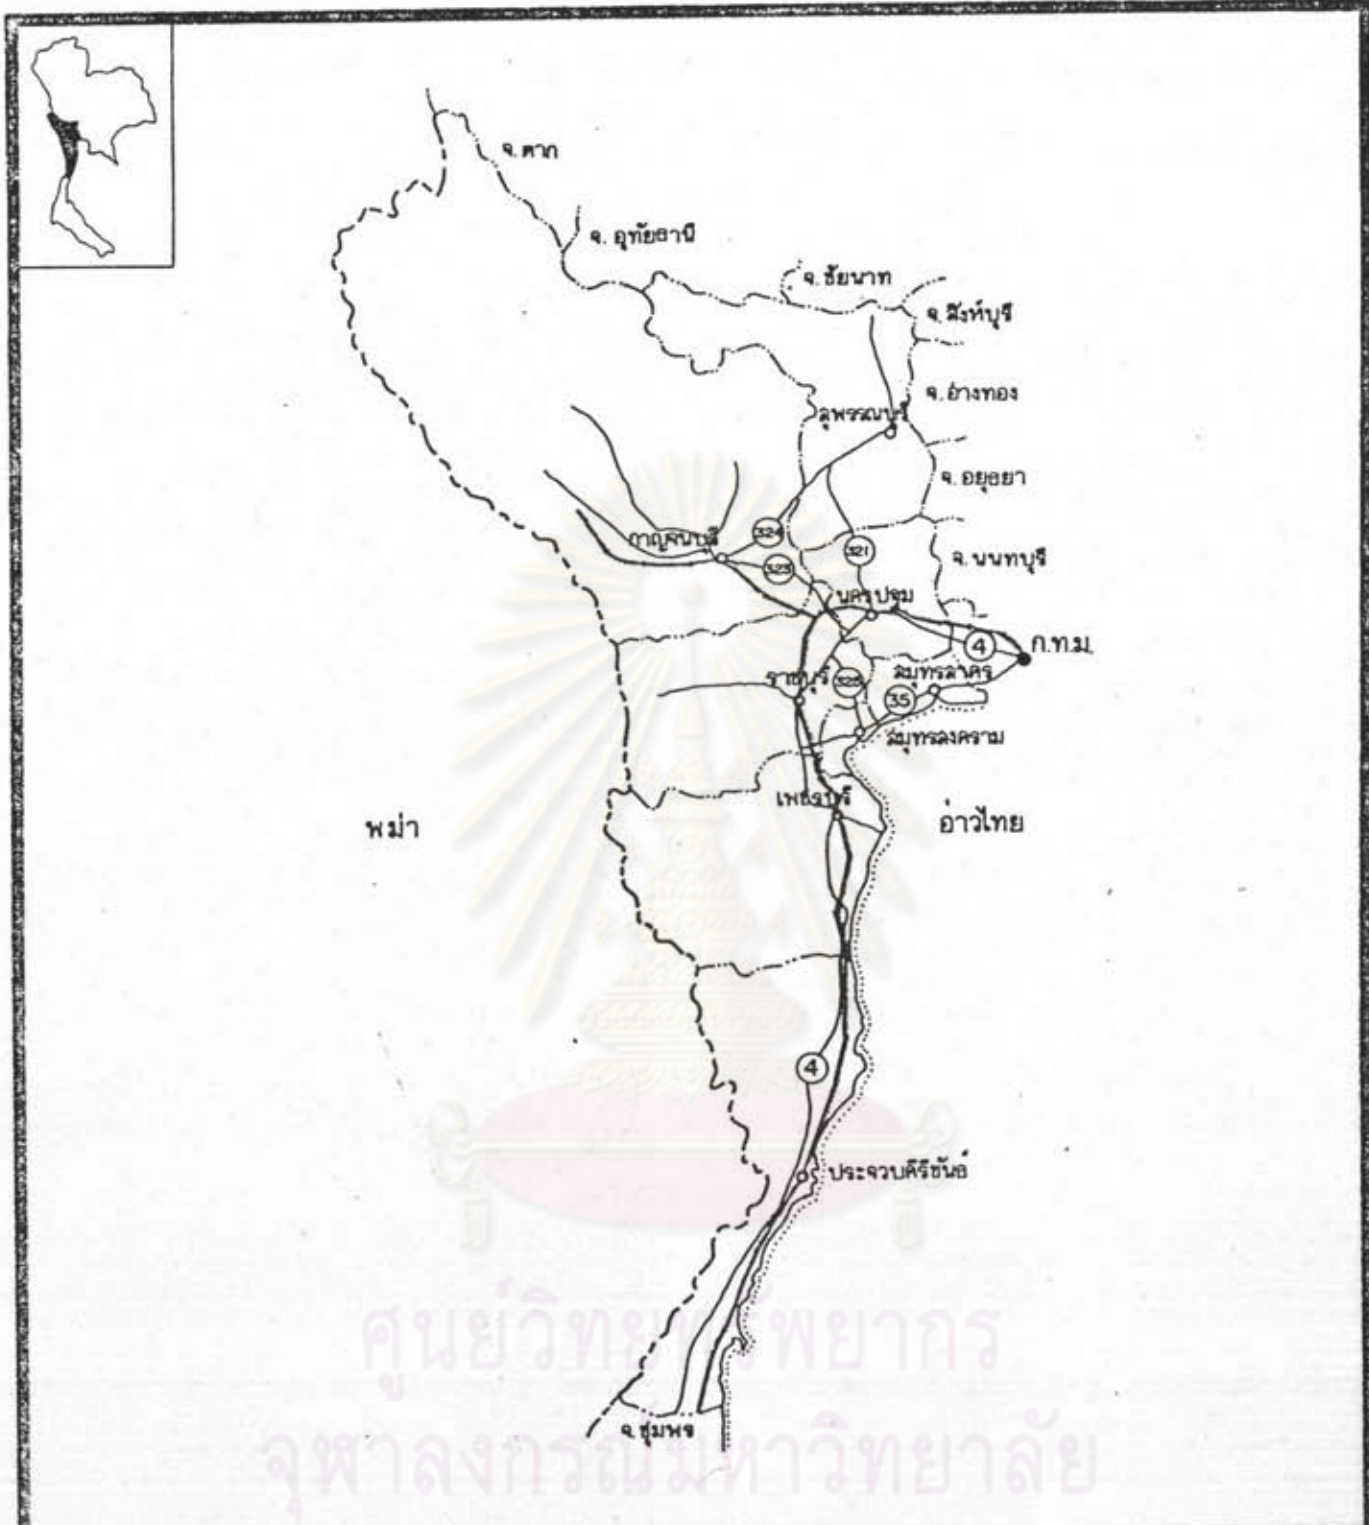 จ. ตาก
จ. อุทัยธานี
จ. ชัยนาท
จ. สิงห์บุรี
จ. อ่างทอง
สุพรรณบุรี
จ. อยุธยา
กาญจนบุรี
324
321
323
จ. นนทบุรี
นครปฐม
4
ก.ท.ม.
ราชบุรี
325
สมุทรสาคร
35
สมุทรสงคราม
เพชรบุรี
พม่า
อ่าวไทย
4
ประจวบคีรีขันธ์
จ. ชุมพร
ศูนย์วิทยทรัพยากร
จุฬาลงกรณ์มหาวิทยาลัย